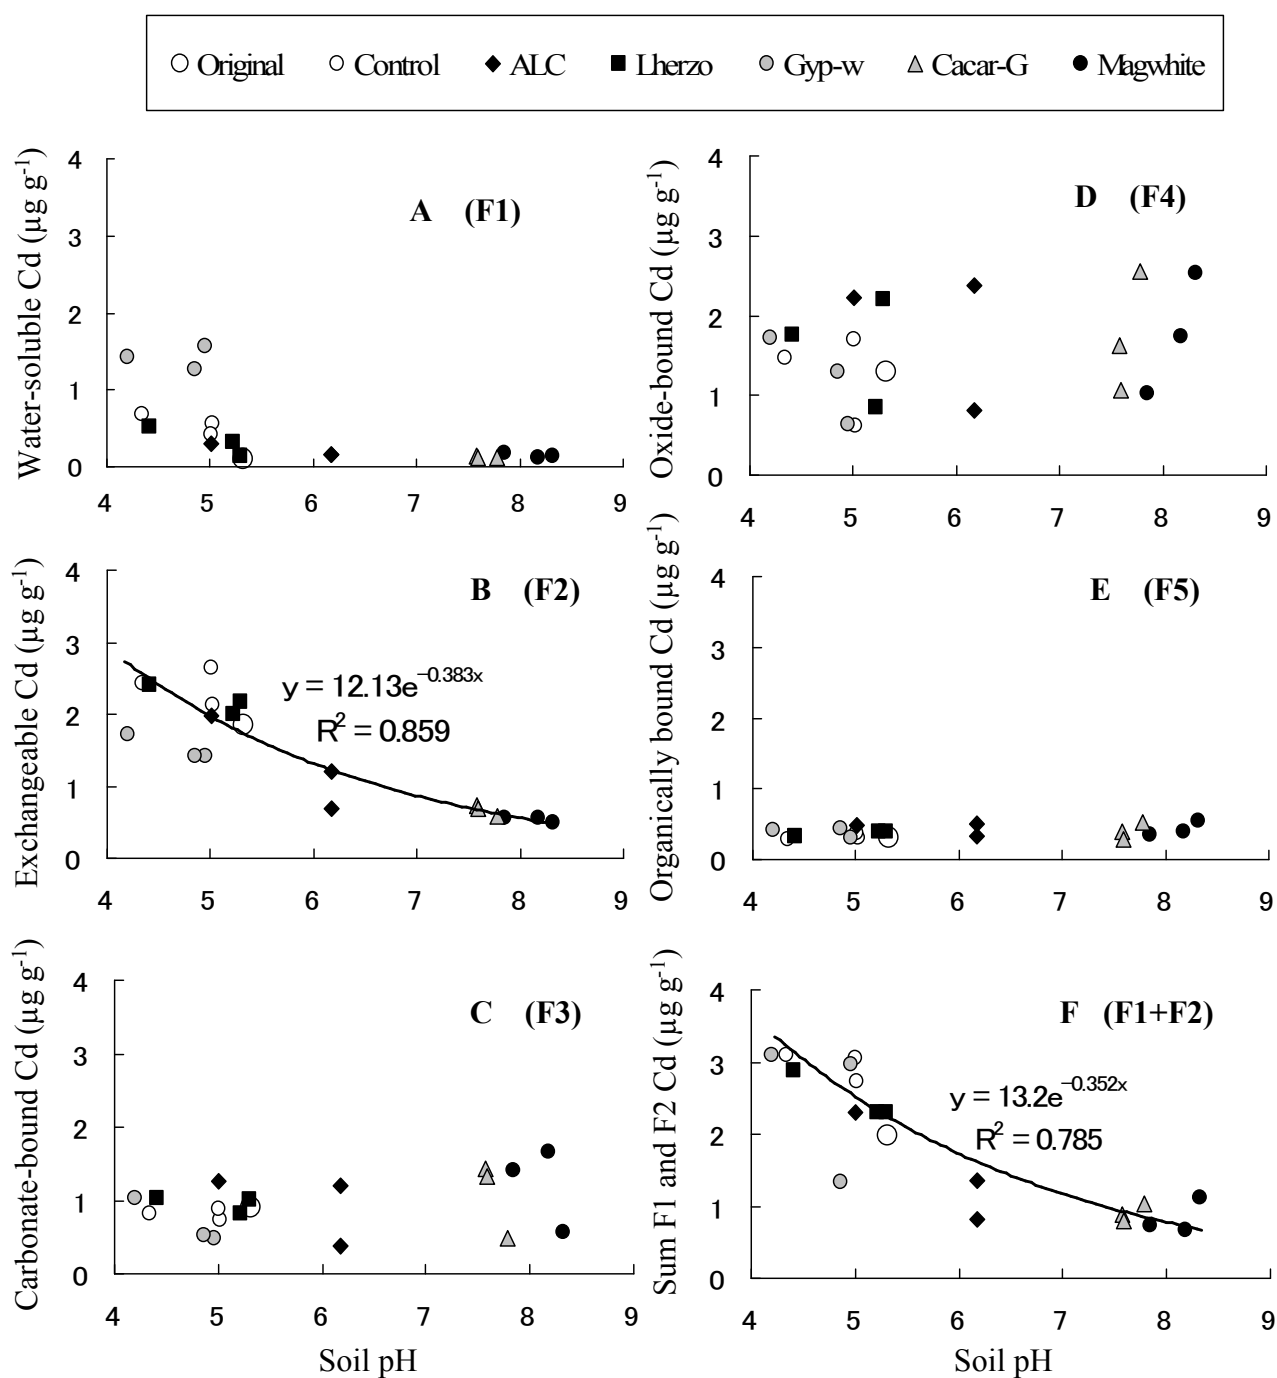 Original Control ALC Lherzo Gyp-w Cacar-G Magwhite
Water-soluble Cd (µg g⁻¹)
A (F1)
4
3
2
1
0
4 5 6 7 8 9
Oxide-bound Cd (µg g⁻¹)
D (F4)
4
3
2
1
0
4 5 6 7 8 9
Exchangeable Cd (µg g⁻¹)
B (F2)
4
3
2
1
0
y = 12.13e^−0.383x
R² = 0.859
4 5 6 7 8 9
Organically bound Cd (µg g⁻¹)
E (F5)
4
3
2
1
0
4 5 6 7 8 9
Carbonate-bound Cd (µg g⁻¹)
C (F3)
4
3
2
1
0
4 5 6 7 8 9
Soil pH
Sum F1 and F2 Cd (µg g⁻¹)
F (F1+F2)
4
3
2
1
0
y = 13.2e^−0.352x
R² = 0.785
4 5 6 7 8 9
Soil pH